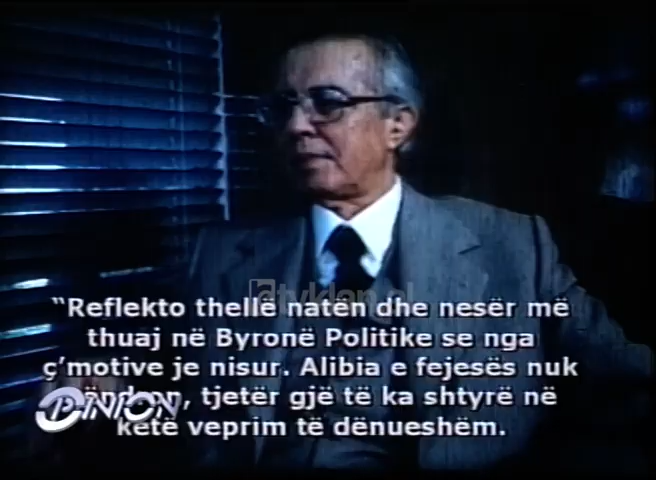 “Reflekto thellë natën dhe nesër më
thuaj në Byronë Politike se nga
ç’motive je nisur. Alibia e fejesës nuk
tjetër gjë të ka shtyrë në
këtë veprim të dënueshëm.
OPINION